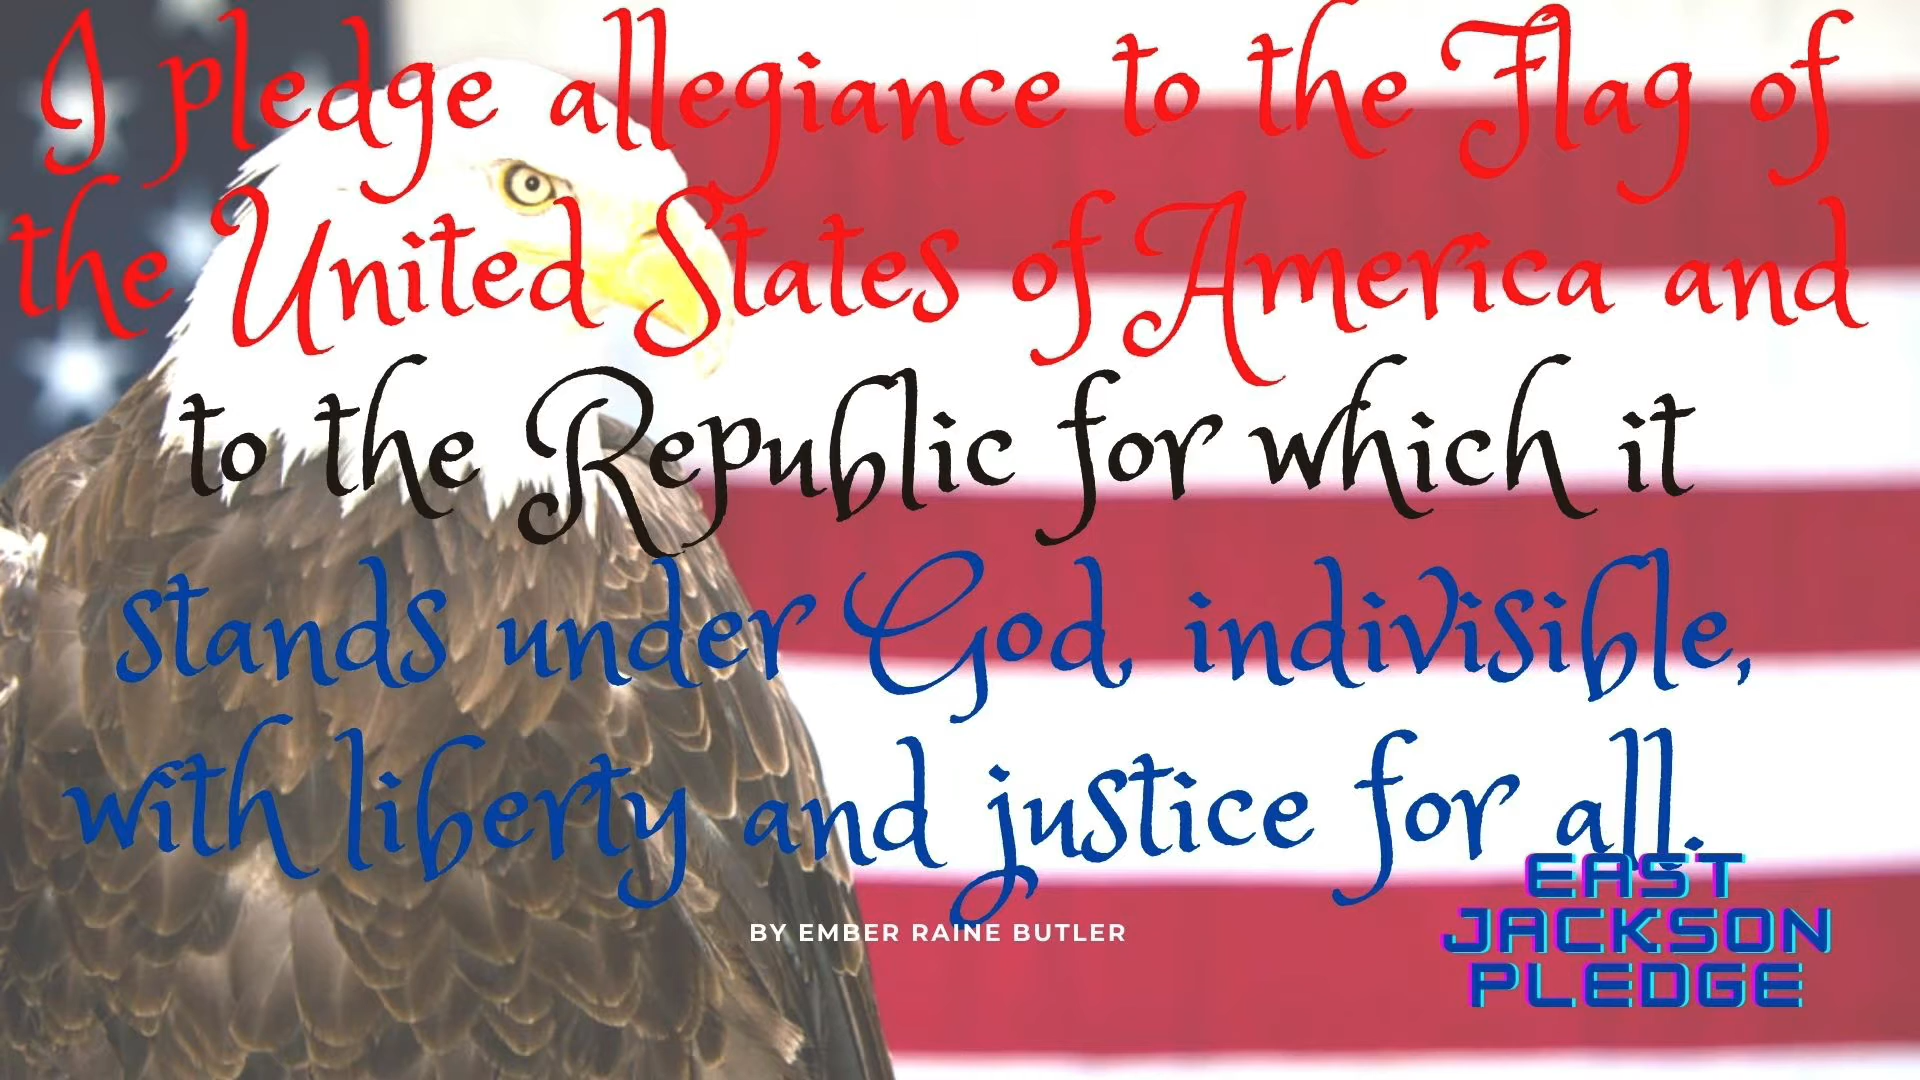 I pledge allegiance to the Flag of
the United States of America and
to the Republic for which it
stands under God, indivisible,
with liberty and justice for all.
BY EMBER RAINE BUTLER
EAST
JACKSON
PLEDGE